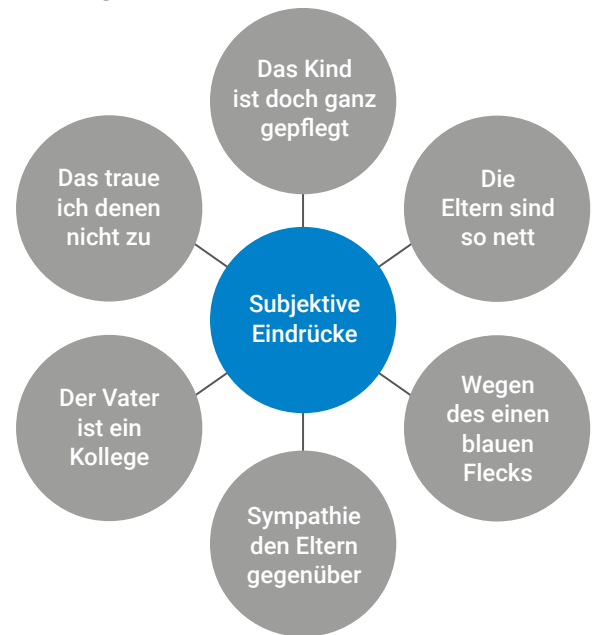 Das Kind
ist doch ganz
gepflegt
Das traue
ich denen
nicht zu
Die
Eltern sind
so nett
Subjektive
Eindrücke
Der Vater
ist ein
Kollege
Wegen
des einen
blauen
Flecks
Sympathie
den Eltern
gegenüber